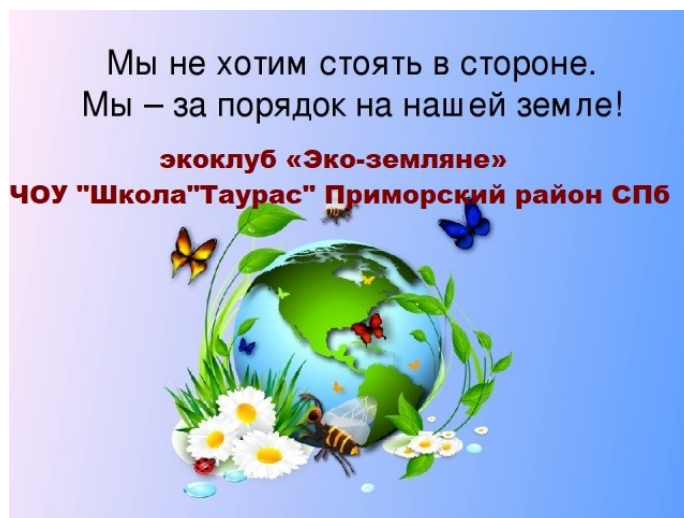 Мы не хотим стоять в стороне.
Мы – за порядок на нашей земле!
экоклуб «Эко-земляне»
ЧОУ "Школа"Таурас" Приморский район СПб